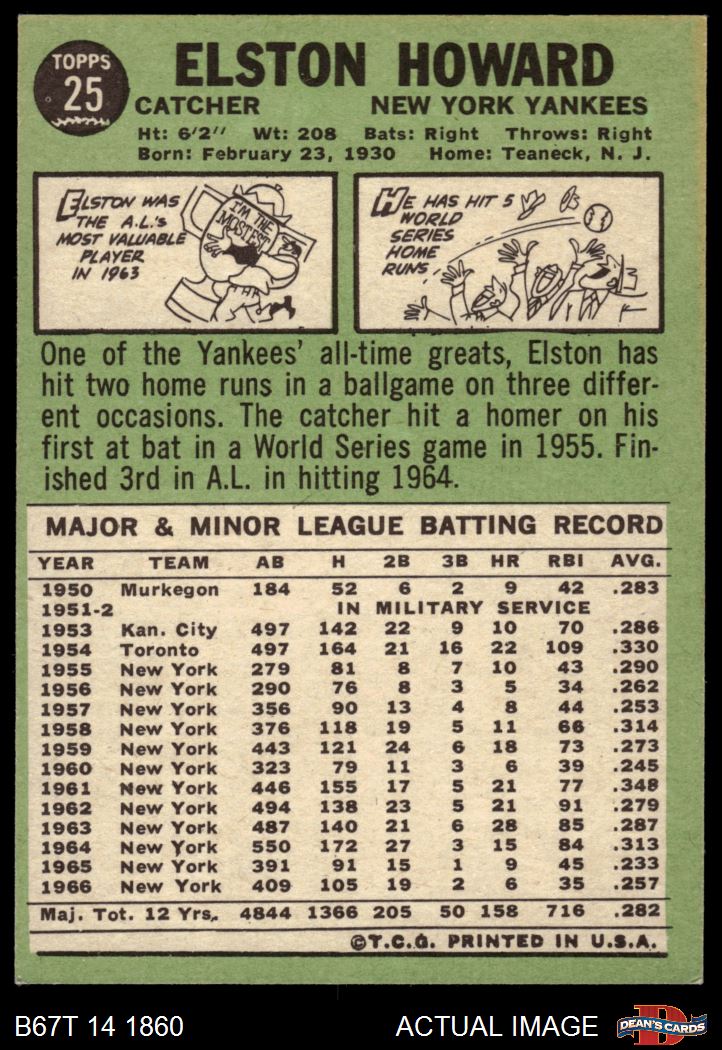 TOPPS
25
ELSTON HOWARD
CATCHER NEW YORK YANKEES
Ht: 6'2" Wt: 208 Bats: Right Throws: Right
Born: February 23, 1930 Home: Teaneck, N. J.
ELSTON WAS
THE A.L.'s
MOST VALUABLE
PLAYER
IN 1963
I'M THE
MOSTEST
HE HAS HIT 5
WORLD
SERIES
HOME
RUNS
One of the Yankees' all-time greats, Elston has
hit two home runs in a ballgame on three differ-
ent occasions. The catcher hit a homer on his
first at bat in a World Series game in 1955. Fin-
ished 3rd in A.L. in hitting 1964.
MAJOR & MINOR LEAGUE BATTING RECORD
YEAR TEAM AB H 2B 3B HR RBI AVG.
1950 Murkegon 184 52 6 2 9 42 .283
1951-2 IN MILITARY SERVICE
1953 Kan. City 497 142 22 9 10 70 .286
1954 Toronto 497 164 21 16 22 109 .330
1955 New York 279 81 8 7 10 43 .290
1956 New York 290 76 8 3 5 34 .262
1957 New York 356 90 13 4 8 44 .253
1958 New York 376 118 19 5 11 66 .314
1959 New York 443 121 24 6 18 73 .273
1960 New York 323 79 11 3 6 39 .245
1961 New York 446 155 17 5 21 77 .348
1962 New York 494 138 23 5 21 91 .279
1963 New York 487 140 21 6 28 85 .287
1964 New York 550 172 27 3 15 84 .313
1965 New York 391 91 15 1 9 45 .233
1966 New York 409 105 19 2 6 35 .257
Maj. Tot. 12 Yrs. 4844 1366 205 50 158 716 .282
©T.C.G. PRINTED IN U.S.A.
B67T 14 1860 ACTUAL IMAGE
D
DEAN'S CARDS